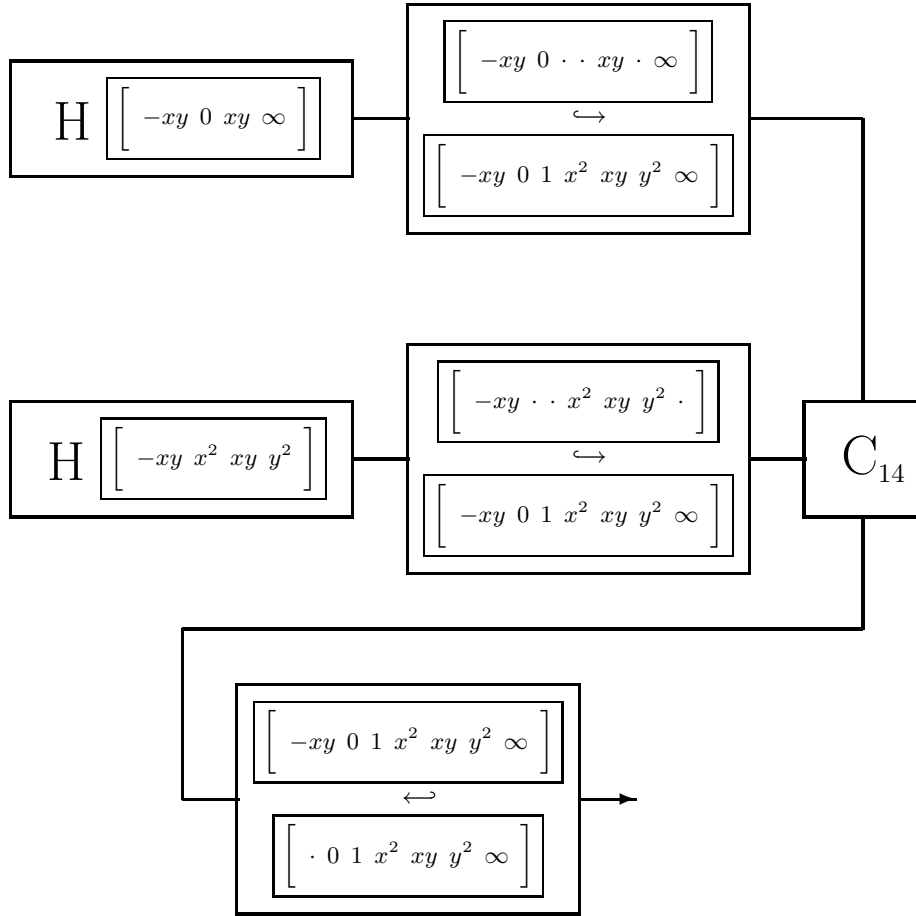 [ −xy 0 · · xy · ∞ ]
H [ −xy 0 xy ∞ ]
↪
[ −xy 0 1 x² xy y² ∞ ]
[ −xy · · x² xy y² · ]
H [ −xy x² xy y² ]
↪
C₁₄
[ −xy 0 1 x² xy y² ∞ ]
[ −xy 0 1 x² xy y² ∞ ]
↩
[ · 0 1 x² xy y² ∞ ]